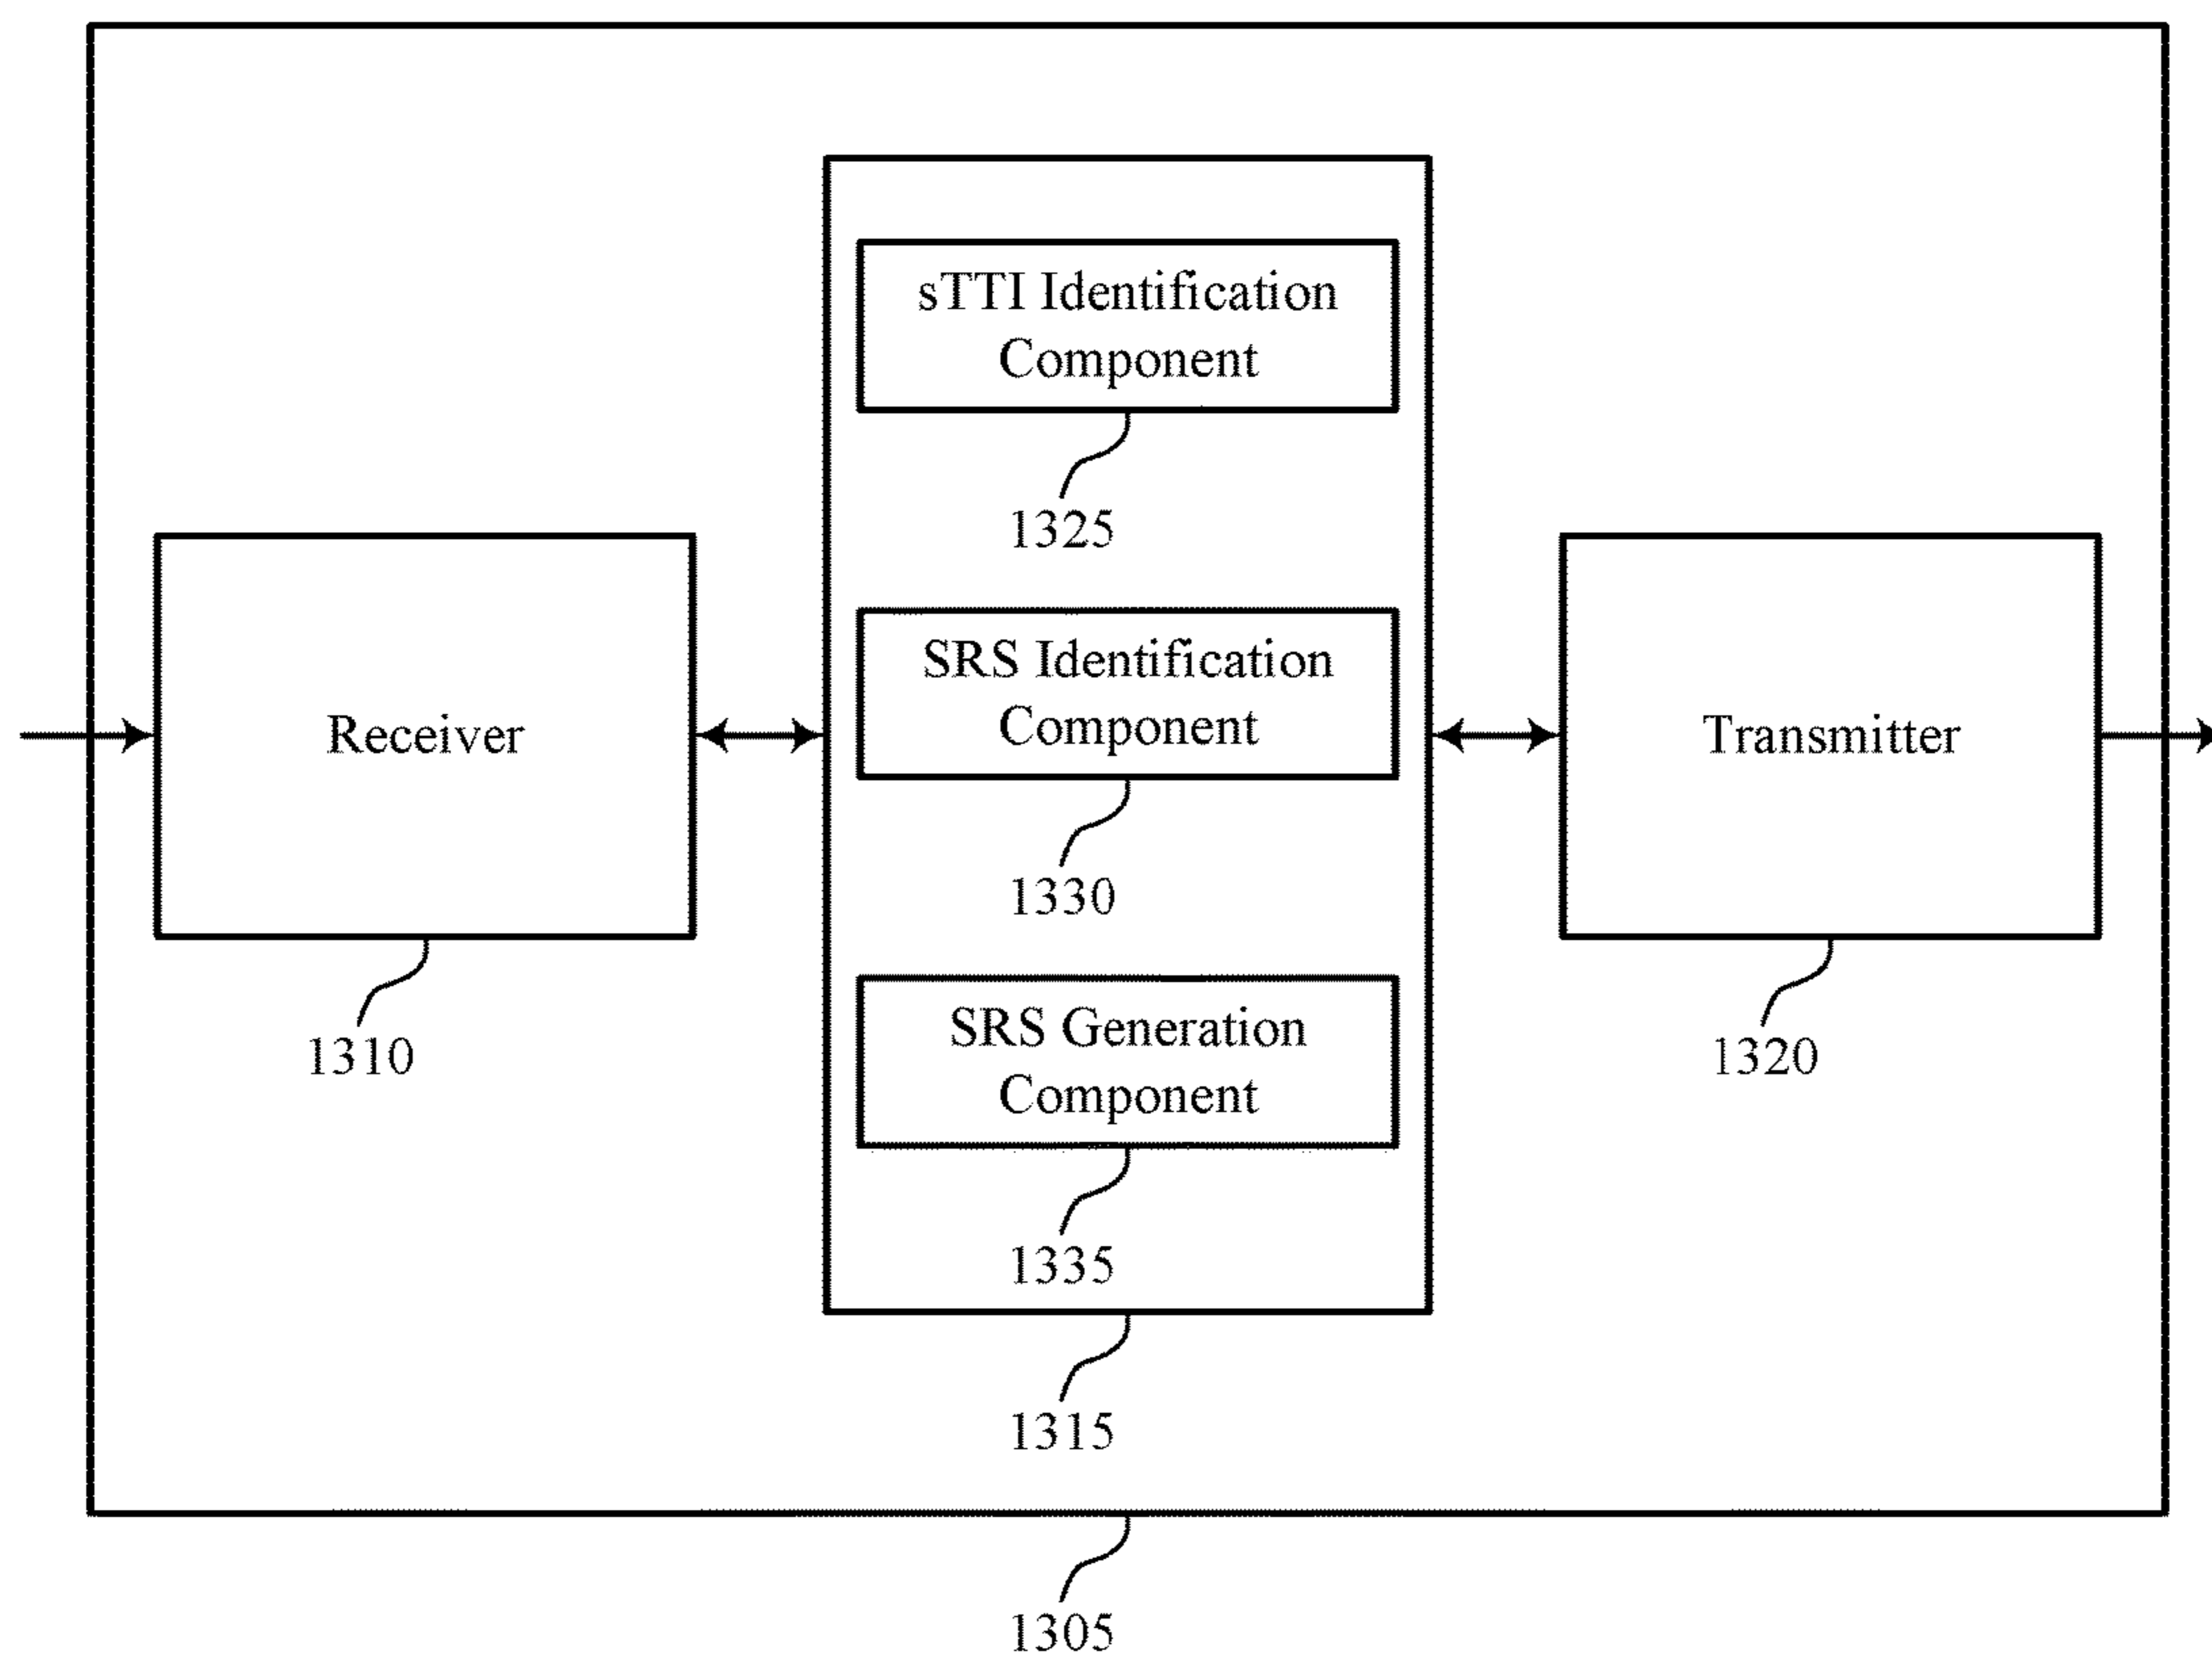 sTTI Identification
Component
1325
Receiver
1310
SRS Identification
Component
1330
Transmitter
1320
SRS Generation
Component
1335
1315
1305